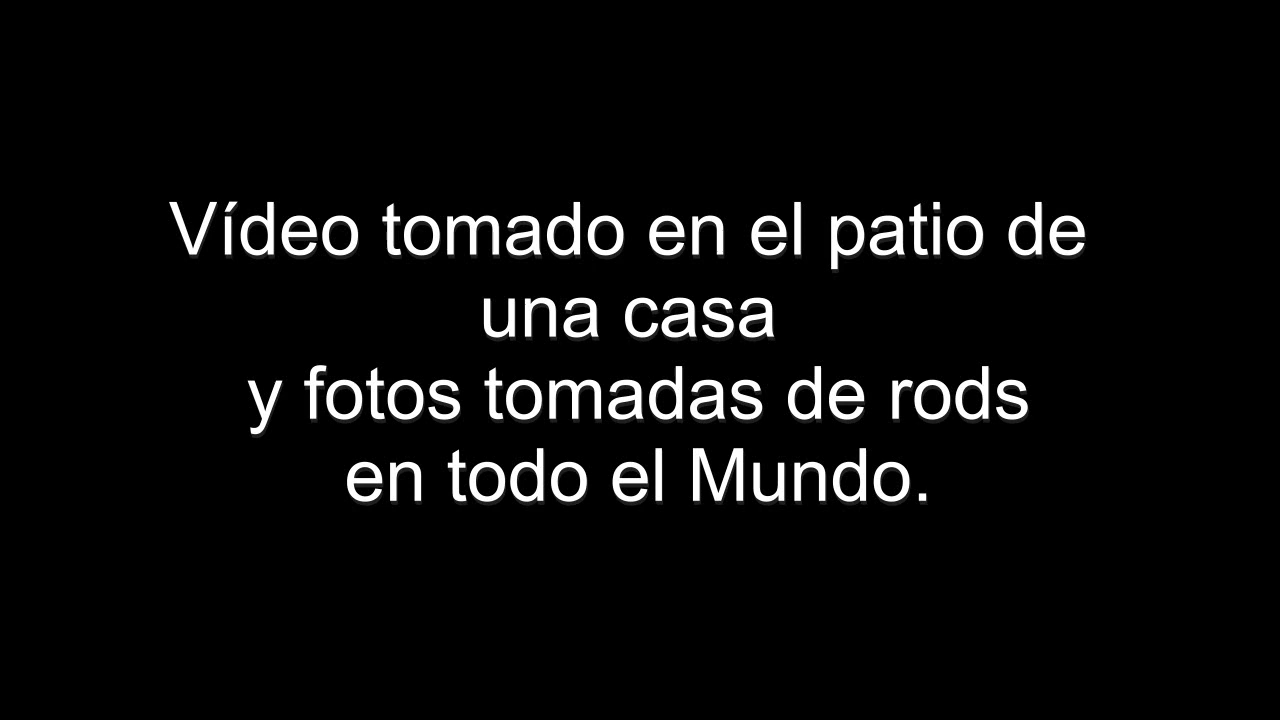 Vídeo tomado en el patio de
una casa
y fotos tomadas de rods
en todo el Mundo.